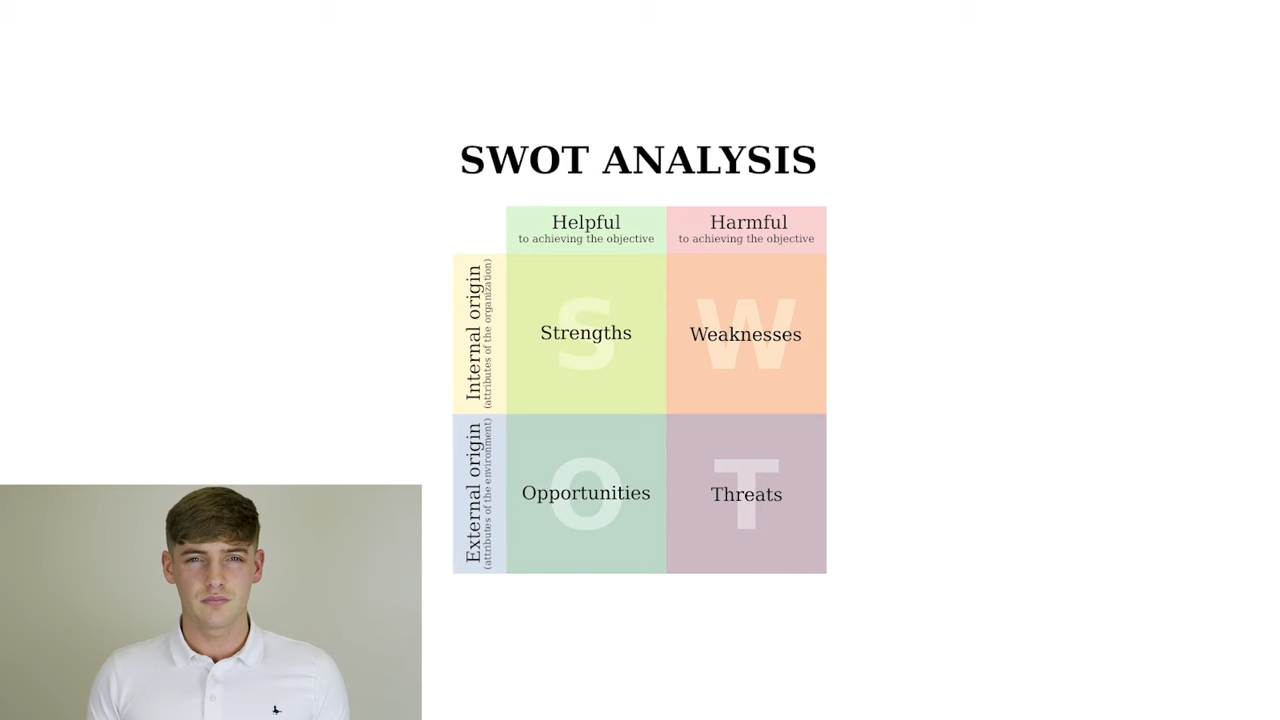 SWOT ANALYSIS
Helpful
to achieving the objective
Harmful
to achieving the objective
Internal origin
(attributes of the organization)
S
Strengths
W
Weaknesses
External origin
(attributes of the environment)
O
Opportunities
T
Threats